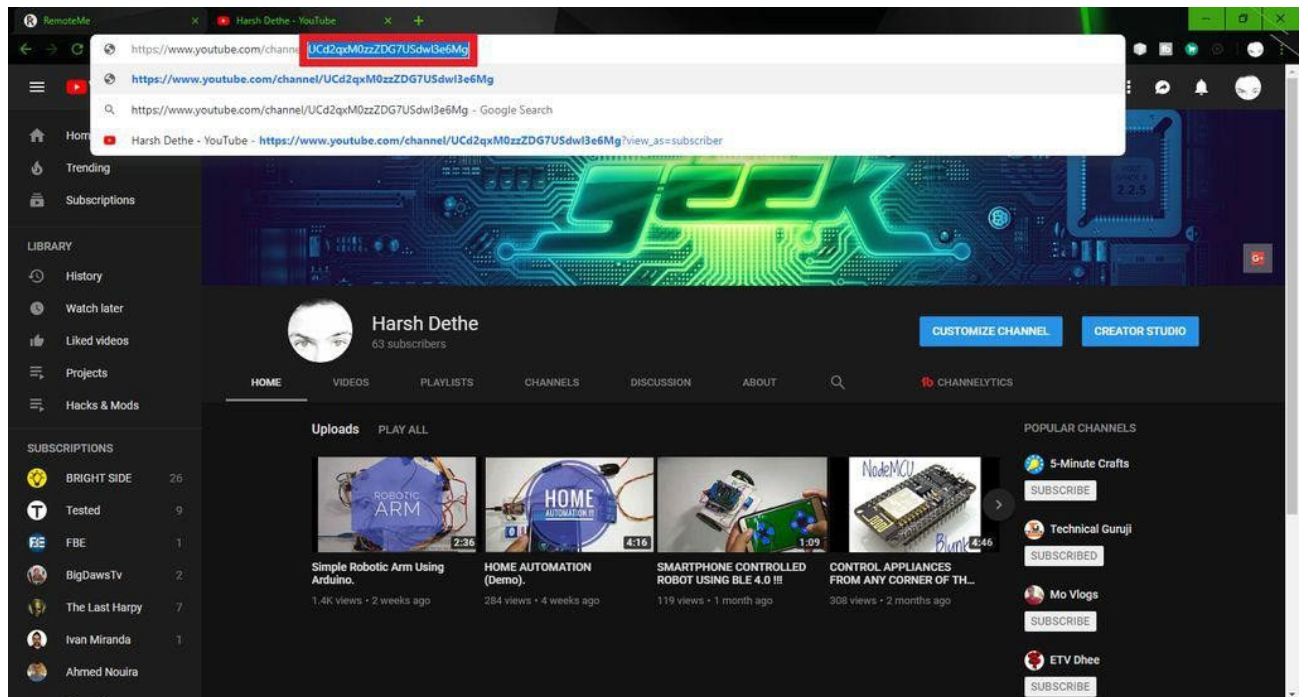 RemoteMe
Harsh Dethe - YouTube
https://www.youtube.com/channe UCd2qxM0zzZDG7USdwl3e6Mg
https://www.youtube.com/channel/UCd2qxM0zzZDG7USdwl3e6Mg
https://www.youtube.com/channel/UCd2qxM0zzZDG7USdwl3e6Mg - Google Search
Harsh Dethe - YouTube - https://www.youtube.com/channel/UCd2qxM0zzZDG7USdwl3e6Mg?view_as=subscriber
Hom
Trending
Subscriptions
LIBRARY
History
Watch later
Liked videos
Projects
Hacks & Mods
SUBSCRIPTIONS
BRIGHT SIDE 26
Tested 9
FBE 1
BigDawsTv 2
The Last Harpy 7
Ivan Miranda 1
Ahmed Nouira
GEEK
2.2.5
G+
Harsh Dethe
63 subscribers
CUSTOMIZE CHANNEL
CREATOR STUDIO
HOME VIDEOS PLAYLISTS CHANNELS DISCUSSION ABOUT CHANNELYTICS
Uploads PLAY ALL
ROBOTIC
ARM
2:36
Simple Robotic Arm Using
Arduino.
1.4K views • 2 weeks ago
HOME
AUTOMATION !!!
4:16
HOME AUTOMATION
(Demo).
284 views • 4 weeks ago
1:09
SMARTPHONE CONTROLLED
ROBOT USING BLE 4.0 !!!
119 views • 1 month ago
NodeMCU
Blynk
4:46
CONTROL APPLIANCES
FROM ANY CORNER OF TH...
308 views • 2 months ago
POPULAR CHANNELS
5-Minute Crafts
SUBSCRIBE
Technical Guruji
SUBSCRIBED
Mo Vlogs
SUBSCRIBE
ETV Dhee
SUBSCRIBE